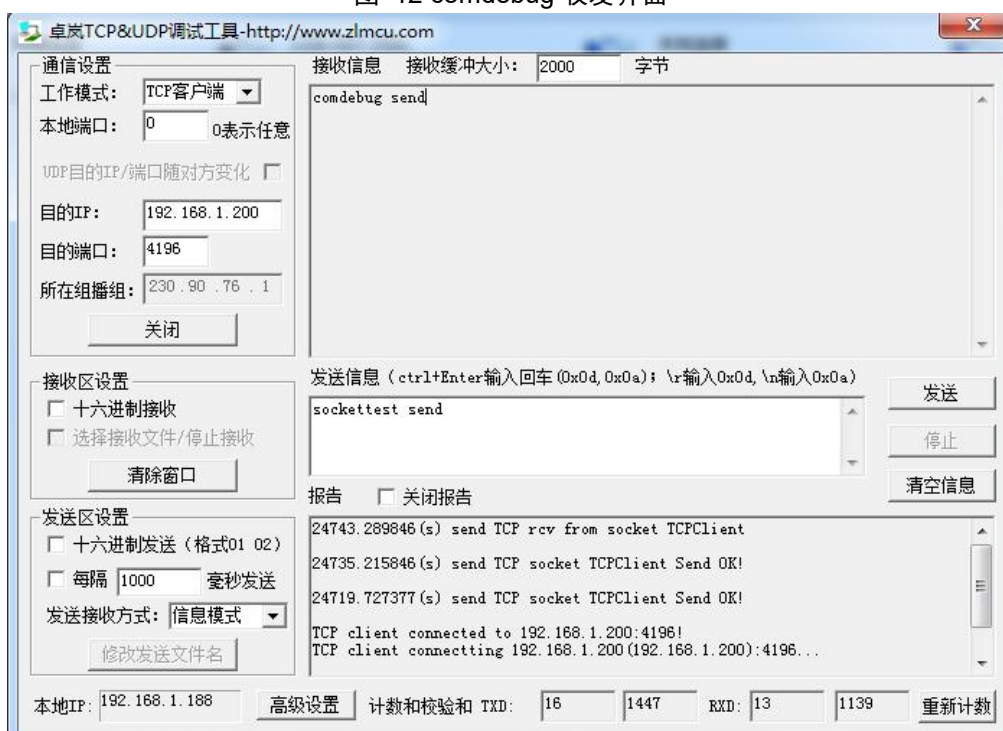 图 12 comdebug 收发界面
卓岚TCP&UDP调试工具-http://www.zlmcu.com
通信设置
工作模式: TCP客户端
本地端口: 0 0表示任意
UDP目的IP/端口随对方变化
目的IP: 192.168.1.200
目的端口: 4196
所在组播组: 230 .90 .76 . 1
关闭
接收信息 接收缓冲大小: 2000 字节
comdebug send
接收区设置
十六进制接收
选择接收文件/停止接收
清除窗口
发送信息(ctrl+Enter输入回车(0x0d,0x0a); \r输入0x0d,\n输入0x0a)
sockettest send
发送
停止
清空信息
发送区设置
十六进制发送(格式01 02)
每隔 1000 毫秒发送
发送接收方式: 信息模式
修改发送文件名
报告 关闭报告
24743.289846(s) send TCP rcv from socket TCPClient
24735.215846(s) send TCP socket TCPClient Send OK!
24719.727377(s) send TCP socket TCPClient Send OK!
TCP client connected to 192.168.1.200:4196!
TCP client connectting 192.168.1.200(192.168.1.200):4196...
本地IP: 192.168.1.188 高级设置 计数和校验和 TXD: 16 1447 RXD: 13 1139 重新计数